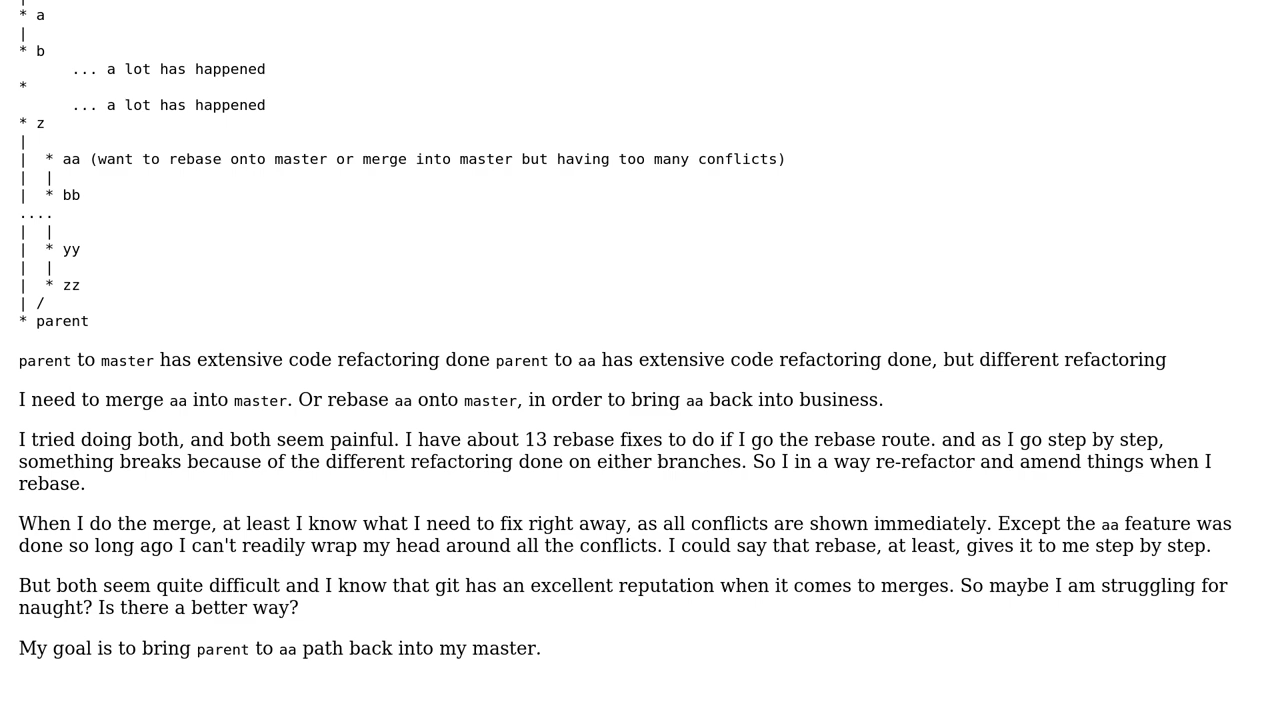 |
* a
|
* b
      ... a lot has happened
*
      ... a lot has happened
* z
|
|  * aa (want to rebase onto master or merge into master but having too many conflicts)
|  |
|  * bb
....
|  |
|  * yy
|  |
|  * zz
| /
* parent
parent to master has extensive code refactoring done parent to aa has extensive code refactoring done, but different refactoring
I need to merge aa into master. Or rebase aa onto master, in order to bring aa back into business.
I tried doing both, and both seem painful. I have about 13 rebase fixes to do if I go the rebase route. and as I go step by step,
something breaks because of the different refactoring done on either branches. So I in a way re-refactor and amend things when I
rebase.
When I do the merge, at least I know what I need to fix right away, as all conflicts are shown immediately. Except the aa feature was
done so long ago I can't readily wrap my head around all the conflicts. I could say that rebase, at least, gives it to me step by step.
But both seem quite difficult and I know that git has an excellent reputation when it comes to merges. So maybe I am struggling for
naught? Is there a better way?
My goal is to bring parent to aa path back into my master.